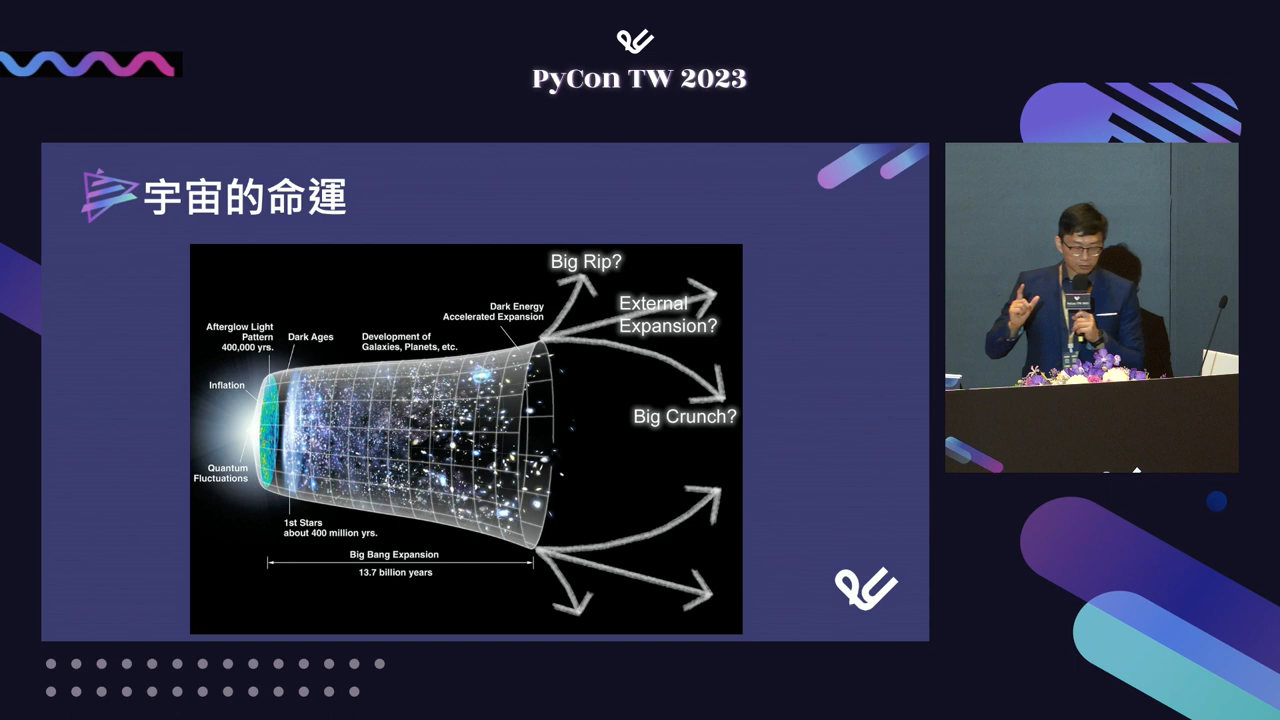 PyCon TW 2023
宇宙的命運
Big Rip?
External
Expansion?
Big Crunch?
Dark Energy
Accelerated Expansion
Afterglow Light
Pattern
400,000 yrs.
Dark Ages
Development of
Galaxies, Planets, etc.
Inflation
Quantum
Fluctuations
1st Stars
about 400 million yrs.
Big Bang Expansion
13.7 billion years